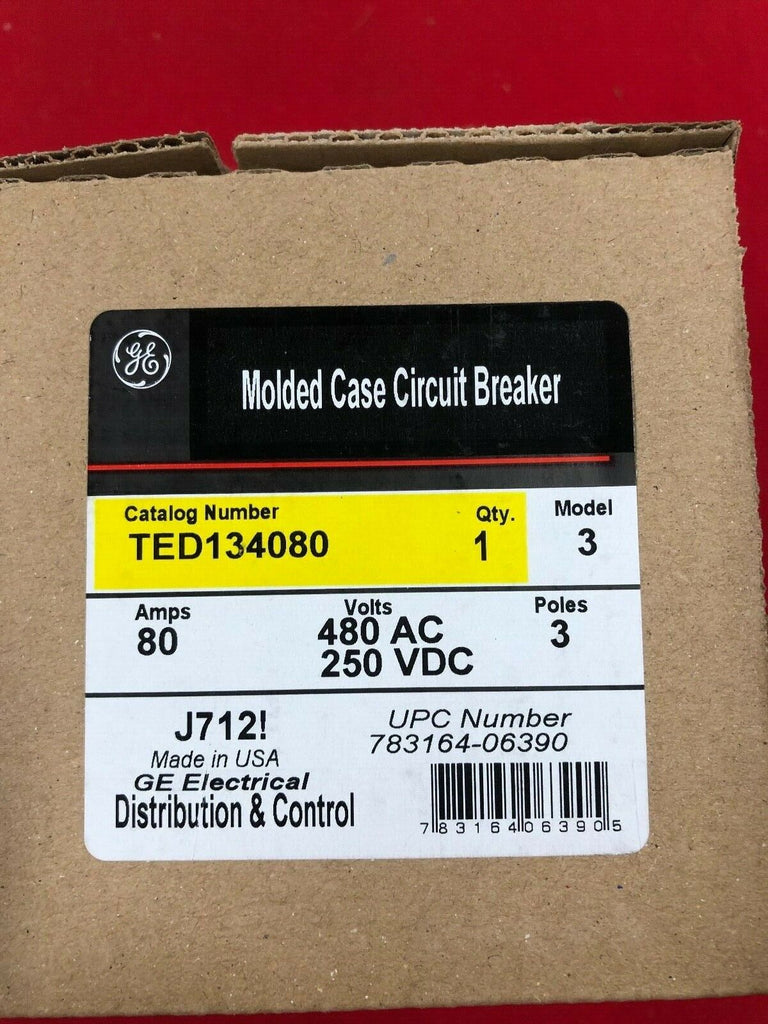 GE
Molded Case Circuit Breaker
Catalog Number Qty. Model
TED134080 1 3
Amps Volts Poles
80 480 AC 3
250 VDC
J712!
UPC Number
783164-06390
Made in USA
GE Electrical
Distribution & Control
7 83164 06390 5